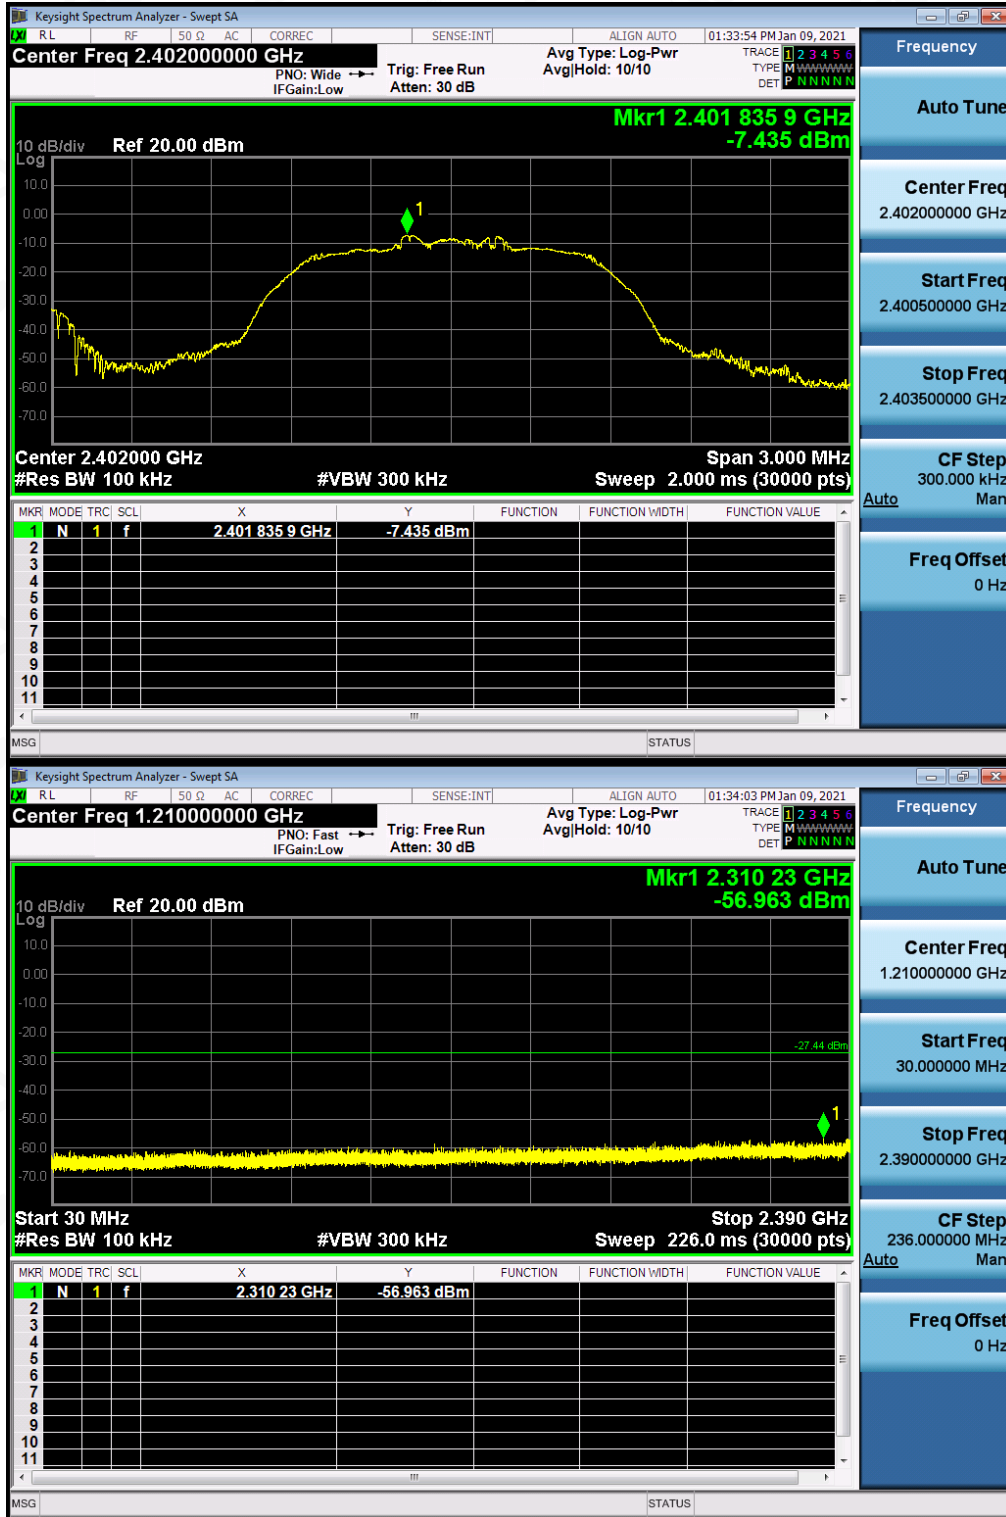 Keysight Spectrum Analyzer - Swept SA
LXI RL RF 50 Ω AC CORREC SENSE:INT ALIGN AUTO 01:33:54 PM Jan 09, 2021
Center Freq 2.402000000 GHz
PNO: Wide
IFGain:Low
Trig: Free Run
Atten: 30 dB
Avg Type: Log-Pwr
Avg|Hold: 10/10
TRACE 1 2 3 4 5 6
TYPE M WWWWW
DET P N N N N N
Mkr1 2.401 835 9 GHz
-7.435 dBm
10 dB/div Ref 20.00 dBm
Log
10.0
0.00
-10.0
-20.0
-30.0
-40.0
-50.0
-60.0
-70.0
1
Center 2.402000 GHz Span 3.000 MHz
#Res BW 100 kHz #VBW 300 kHz Sweep 2.000 ms (30000 pts)
MKR MODE TRC SCL X Y FUNCTION FUNCTION WIDTH FUNCTION VALUE
1 N 1 f 2.401 835 9 GHz -7.435 dBm
2
3
4
5
6
7
8
9
10
11
MSG STATUS
Frequency
Auto Tune
Center Freq
2.402000000 GHz
Start Freq
2.400500000 GHz
Stop Freq
2.403500000 GHz
CF Step
300.000 kHz
Auto Man
Freq Offset
0 Hz
Keysight Spectrum Analyzer - Swept SA
LXI RL RF 50 Ω AC CORREC SENSE:INT ALIGN AUTO 01:34:03 PM Jan 09, 2021
Center Freq 1.210000000 GHz
PNO: Fast
IFGain:Low
Trig: Free Run
Atten: 30 dB
Avg Type: Log-Pwr
Avg|Hold: 10/10
TRACE 1 2 3 4 5 6
TYPE M WWWWW
DET P N N N N N
Mkr1 2.310 23 GHz
-56.963 dBm
10 dB/div Ref 20.00 dBm
Log
10.0
0.00
-10.0
-20.0
-30.0
-40.0
-50.0
-60.0
-70.0
-27.44 dBm
1
Start 30 MHz Stop 2.390 GHz
#Res BW 100 kHz #VBW 300 kHz Sweep 226.0 ms (30000 pts)
MKR MODE TRC SCL X Y FUNCTION FUNCTION WIDTH FUNCTION VALUE
1 N 1 f 2.310 23 GHz -56.963 dBm
2
3
4
5
6
7
8
9
10
11
MSG STATUS
Frequency
Auto Tune
Center Freq
1.210000000 GHz
Start Freq
30.000000 MHz
Stop Freq
2.390000000 GHz
CF Step
236.000000 MHz
Auto Man
Freq Offset
0 Hz